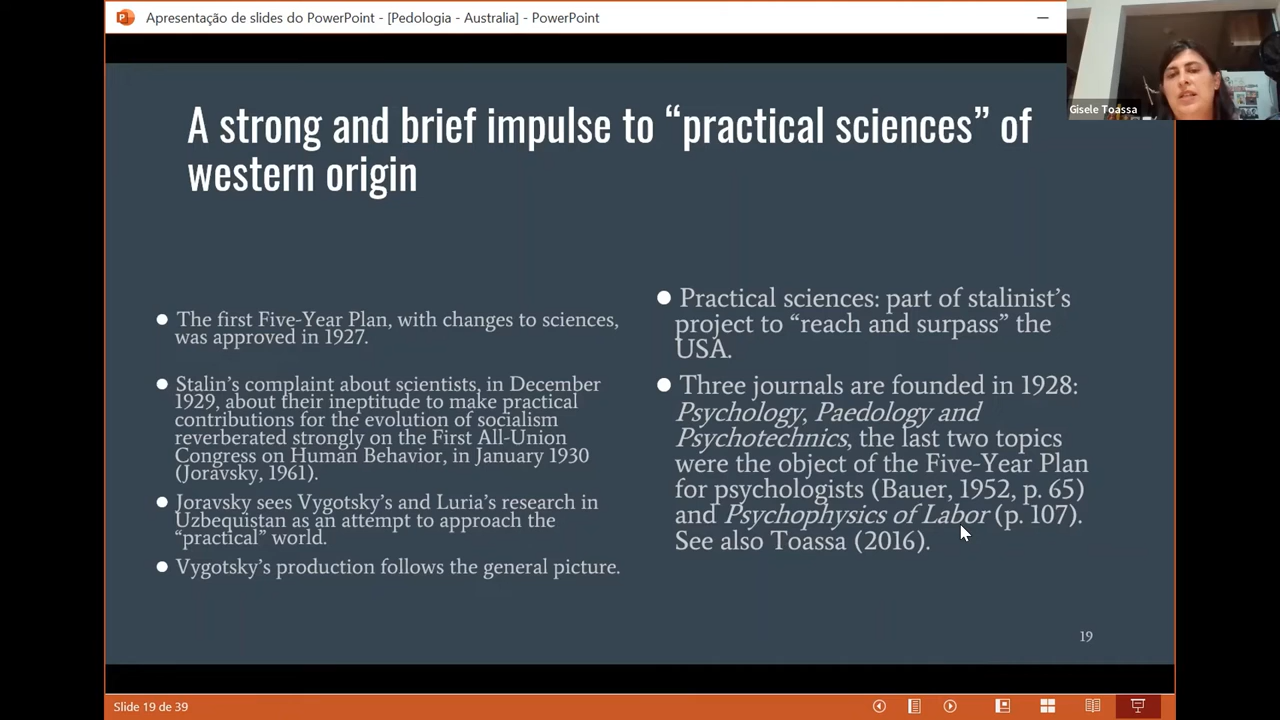 Apresentação de slides do PowerPoint - [Pedologia - Australia] - PowerPoint
Gisele Toassa
A strong and brief impulse to “practical sciences” of
western origin
The first Five-Year Plan, with changes to sciences,
was approved in 1927.
Stalin’s complaint about scientists, in December
1929, about their ineptitude to make practical
contributions for the evolution of socialism
reverberated strongly on the First All-Union
Congress on Human Behavior, in January 1930
(Joravsky, 1961).
Joravsky sees Vygotsky’s and Luria’s research in
Uzbequistan as an attempt to approach the
“practical” world.
Vygotsky’s production follows the general picture.
Practical sciences: part of stalinist’s
project to “reach and surpass” the
USA.
Three journals are founded in 1928:
Psychology, Paedology and
Psychotechnics, the last two topics
were the object of the Five-Year Plan
for psychologists (Bauer, 1952, p. 65)
and Psychophysics of Labor (p. 107).
See also Toassa (2016).
19
Slide 19 de 39